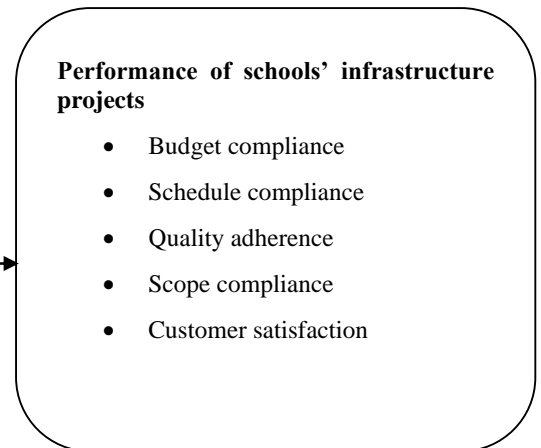 Performance of schools’ infrastructure
projects
• Budget compliance
• Schedule compliance
• Quality adherence
• Scope compliance
• Customer satisfaction